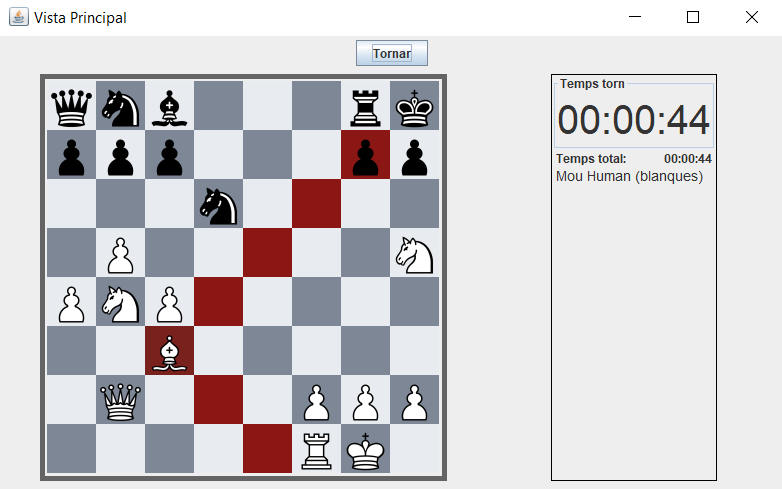 Vista Principal
Tornar
Temps torn
00:00:44
Temps total: 00:00:44
Mou Human (blanques)